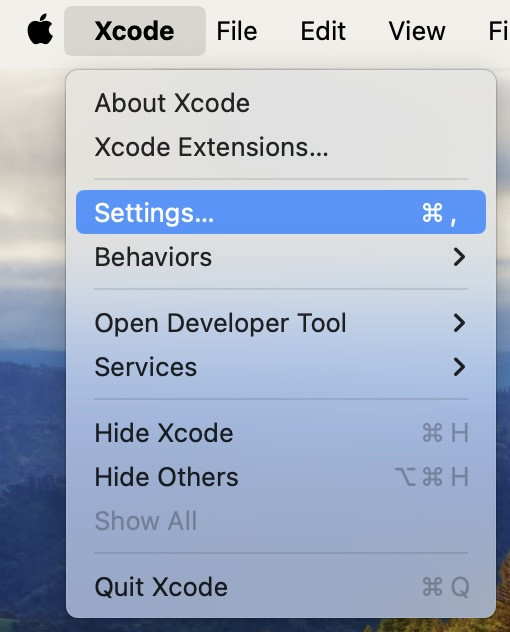 Xcode File Edit View Fi
About Xcode
Xcode Extensions...
Settings... ⌘ ,
Behaviors
Open Developer Tool
Services
Hide Xcode ⌘ H
Hide Others ⌥ ⌘ H
Show All
Quit Xcode ⌘ Q